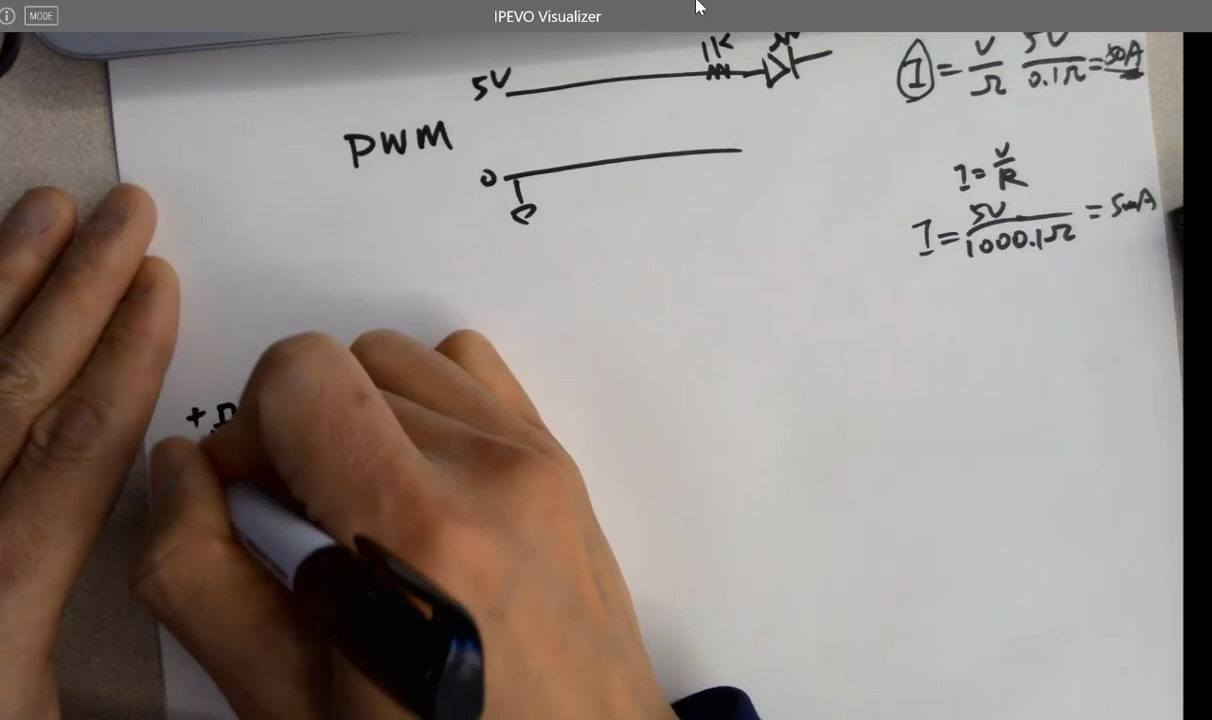 MODE
IPEVO Visualizer
1K
5V
PWM
0
I = V/Ω 5V/0.1Ω = 50A
I = V/R
I = 5V/1000.1Ω = 5mA
+